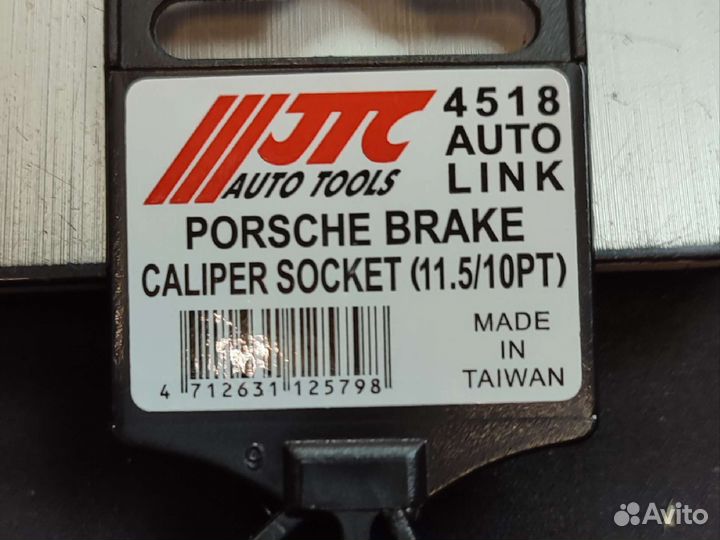 JTC
AUTO TOOLS
4518
AUTO
LINK
PORSCHE BRAKE
CALIPER SOCKET (11.5/10PT)
4 712631 125798
MADE
IN
TAIWAN
9
Avito